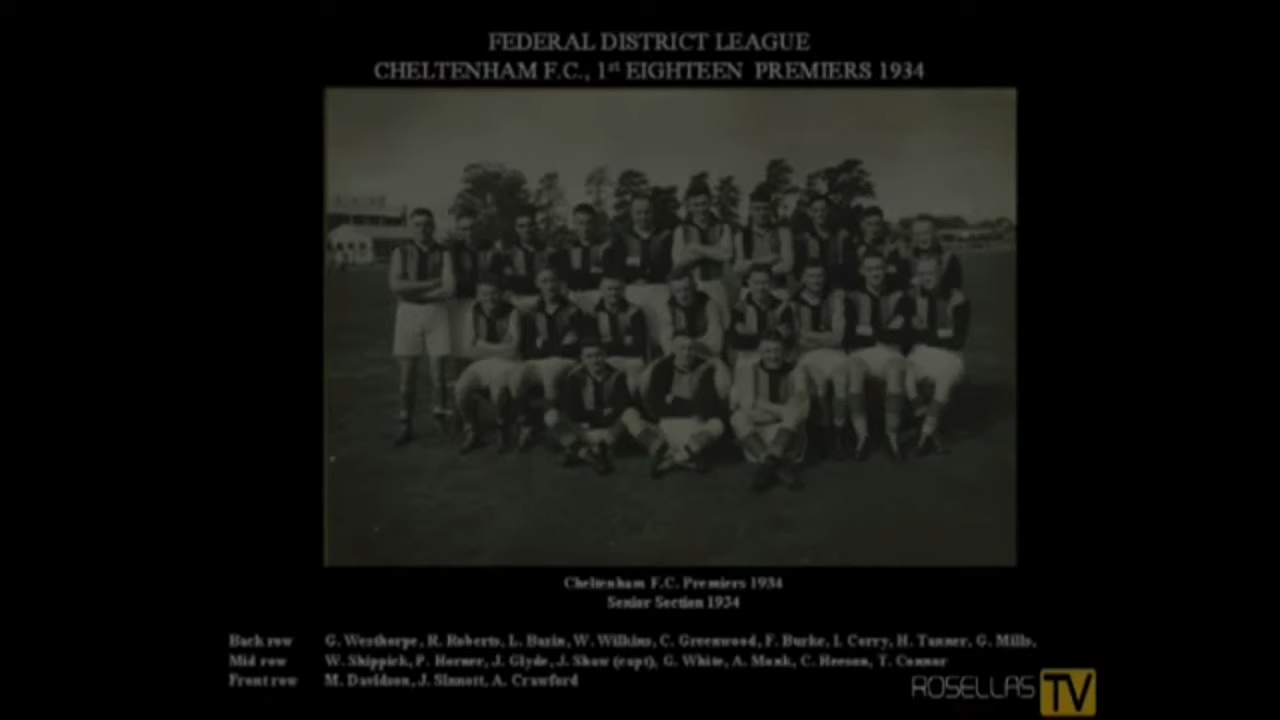 FEDERAL DISTRICT LEAGUE
CHELTENHAM F.C., 1st EIGHTEEN PREMIERS 1934
Cheltenham F.C. Premiers 1934
Senior Section 1934
Back row G. Westhorpe, R. Roberts, L. Bazin, W. Wilkins, C. Greenwood, F. Burke, I. Corry, H. Tanner, G. Mills,
Mid row W. Shippick, P. Horner, J. Glyde, J. Shaw (capt), G. White, A. Monk, C. Heeson, T. Connor
Front row M. Davidson, J. Sinnott, A. Crawford
ROSELLAS TV